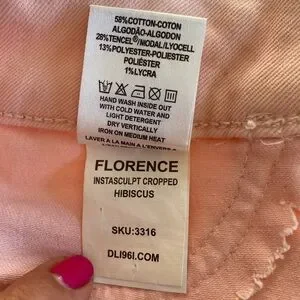 58%COTTON-COTON
ALGODÃO-ALGODON
28%TENCEL®/MODAL/LYOCELL
13%POLYESTER-POLIESTER
POLIÉSTER
1%LYCRA
HAND WASH INSIDE OUT
WITH COLD WATER AND
LIGHT DETERGENT
DRY VERTICALLY
IRON ON MEDIUM HEAT
LAVER A LA MAIN A L'ENVERS
FLORENCE
INSTASCULPT CROPPED
HIBISCUS
SKU:3316
DL1961.COM